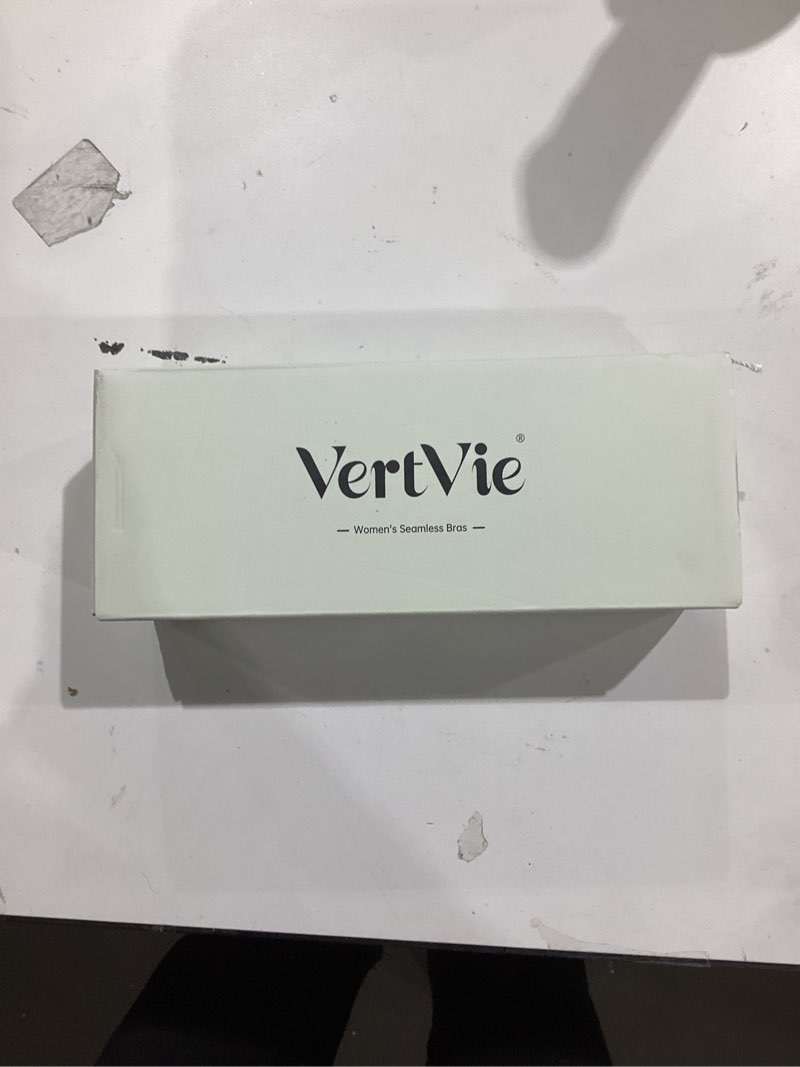 VertVie®
— Women's Seamless Bras —